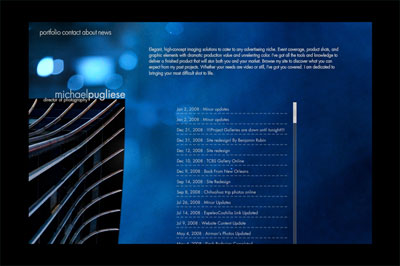 portfolio contact about news
Elegant, high-concept imaging solutions to cater to any advertising niche. Event coverage, product shots, and
graphic elements with dramatic production value and unrelenting color. I've got all the tools and knowledge to
deliver a finished product that will stun both you and your market. Browse my site to discover what you can
expect from my past projects. Whether your needs are video or still, I've got you covered. I am dedicated to
bringing your most difficult shot to life.
michaelpugliese
director of photography
Jan 3, 2009 : Minor updates
Jan 2, 2009 : Minor updates
Dec 31, 2008 : Project Galleries are down until tonight!!!
Dec 31, 2008 : Site redesign! By Benjamin Rubin
Dec 12, 2008 : Site redesign
Dec 10, 2008 : TCBS Gallery Online
Dec 9, 2008 : Back From New Orleans
Sep 14, 2008 : Site Redesign
Sep 8, 2008 : Chihuahua trip photos online
Jul 26, 2008 : Minor Updates
Jul 14, 2008 : Link Updated
Jul 9, 2008 : Website Content Update
May 6, 2008 : Airman's Photos Updated